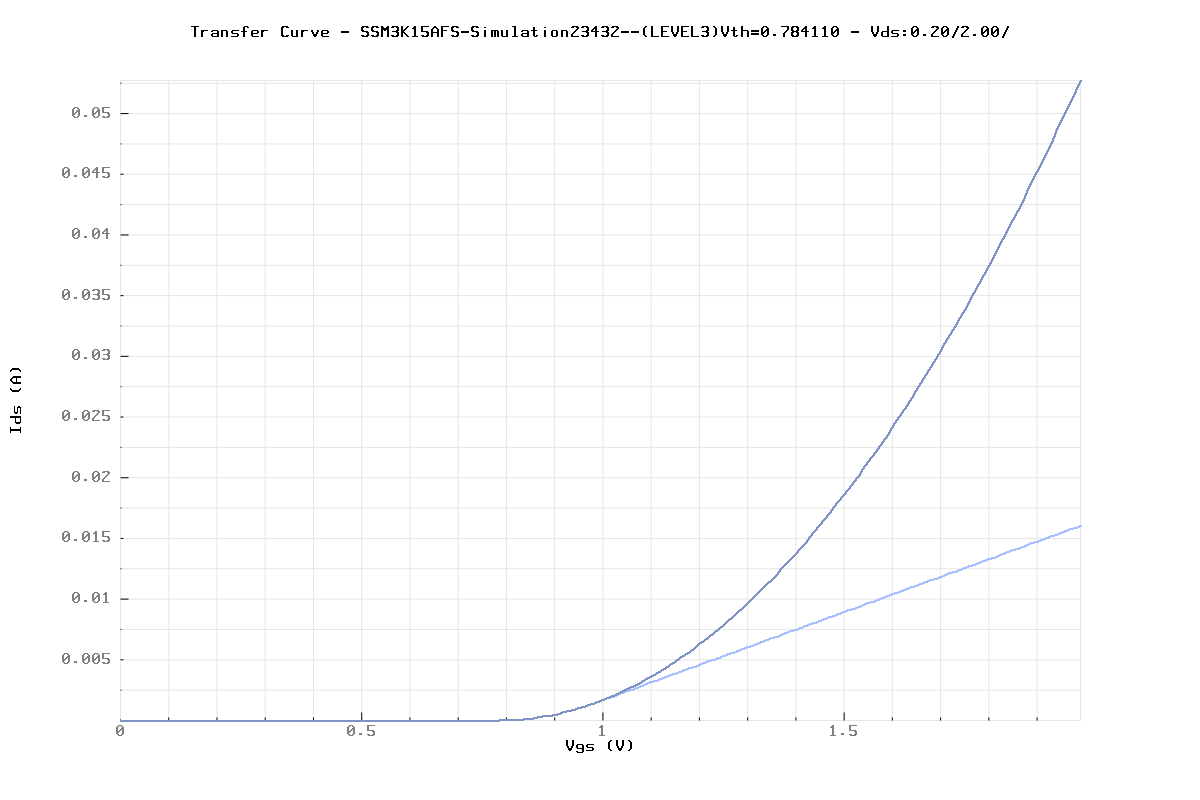 Transfer Curve - SSM3K15AFS-Simulation23432--(LEVEL3)Vth=0.784110 - Vds:0.20/2.00/
0.05
0.045
0.04
0.035
0.03
Ids (A)
0.025
0.02
0.015
0.01
0.005
0 0.5 1 1.5
Vgs (V)